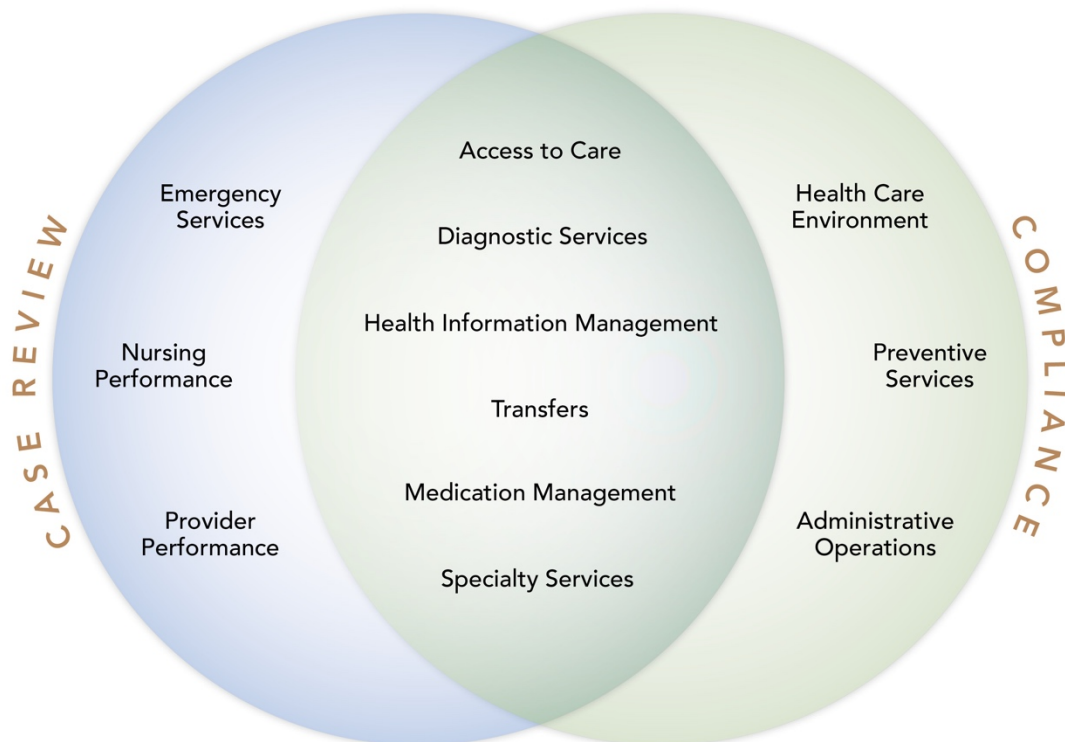 CASE REVIEW
Emergency
Services
Nursing
Performance
Provider
Performance
Access to Care
Diagnostic Services
Health Information Management
Transfers
Medication Management
Specialty Services
Health Care
Environment
Preventive
Services
Administrative
Operations
COMPLIANCE